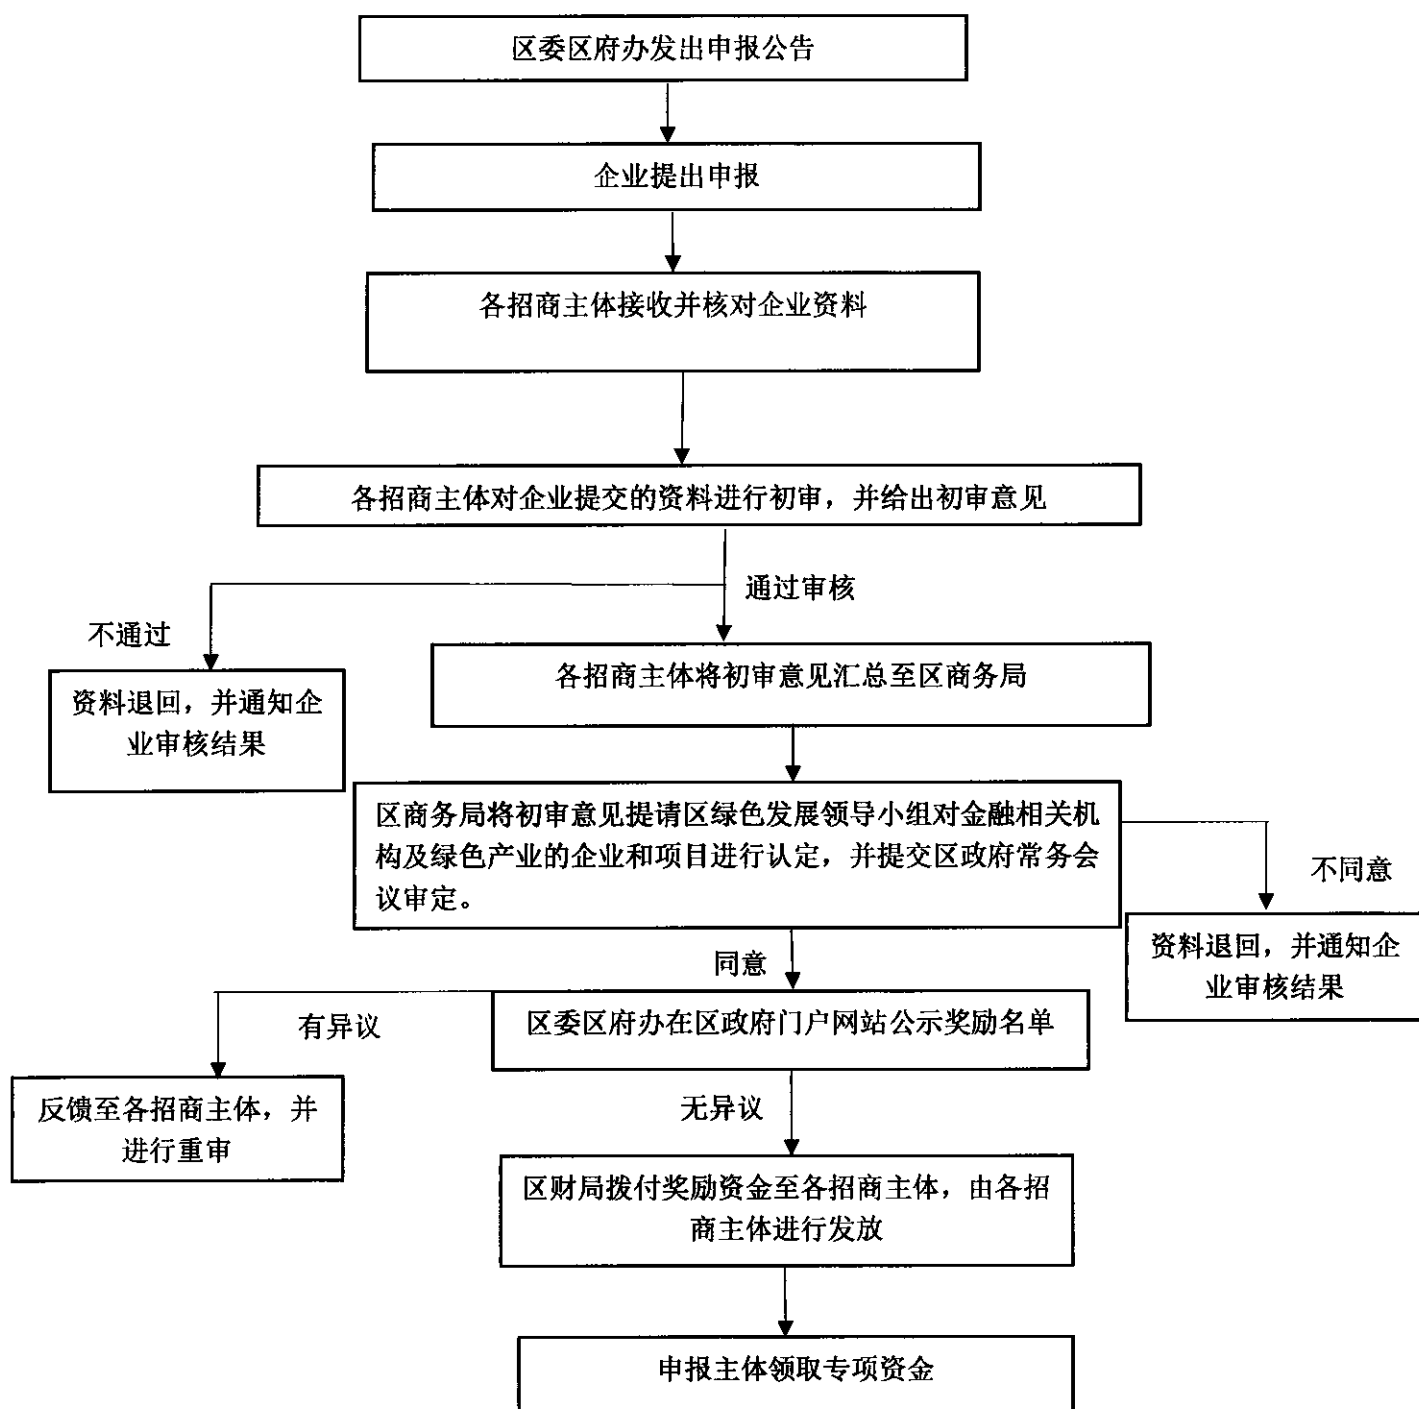 区委区府办发出申报公告
企业提出申报
各招商主体接收并核对企业资料
各招商主体对企业提交的资料进行初审，并给出初审意见
通过审核
不通过
各招商主体将初审意见汇总至区商务局
资料退回，并通知企
业审核结果
区商务局将初审意见提请区绿色发展领导小组对金融相关机
构及绿色产业的企业和项目进行认定，并提交区政府常务会
议审定。
不同意
资料退回，并通知企
业审核结果
同意
区委区府办在区政府门户网站公示奖励名单
有异议
反馈至各招商主体，并
进行重审
无异议
区财局拨付奖励资金至各招商主体，由各招
商主体进行发放
申报主体领取专项资金